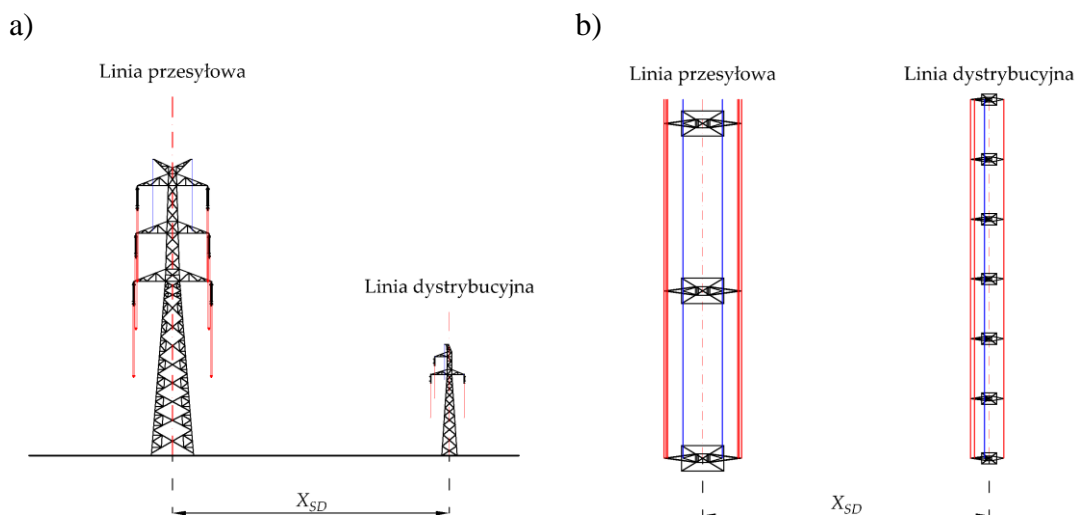 a)
b)
Linia przesyłowa
Linia dystrybucyjna
X_SD
Linia przesyłowa
Linia dystrybucyjna
X_SD